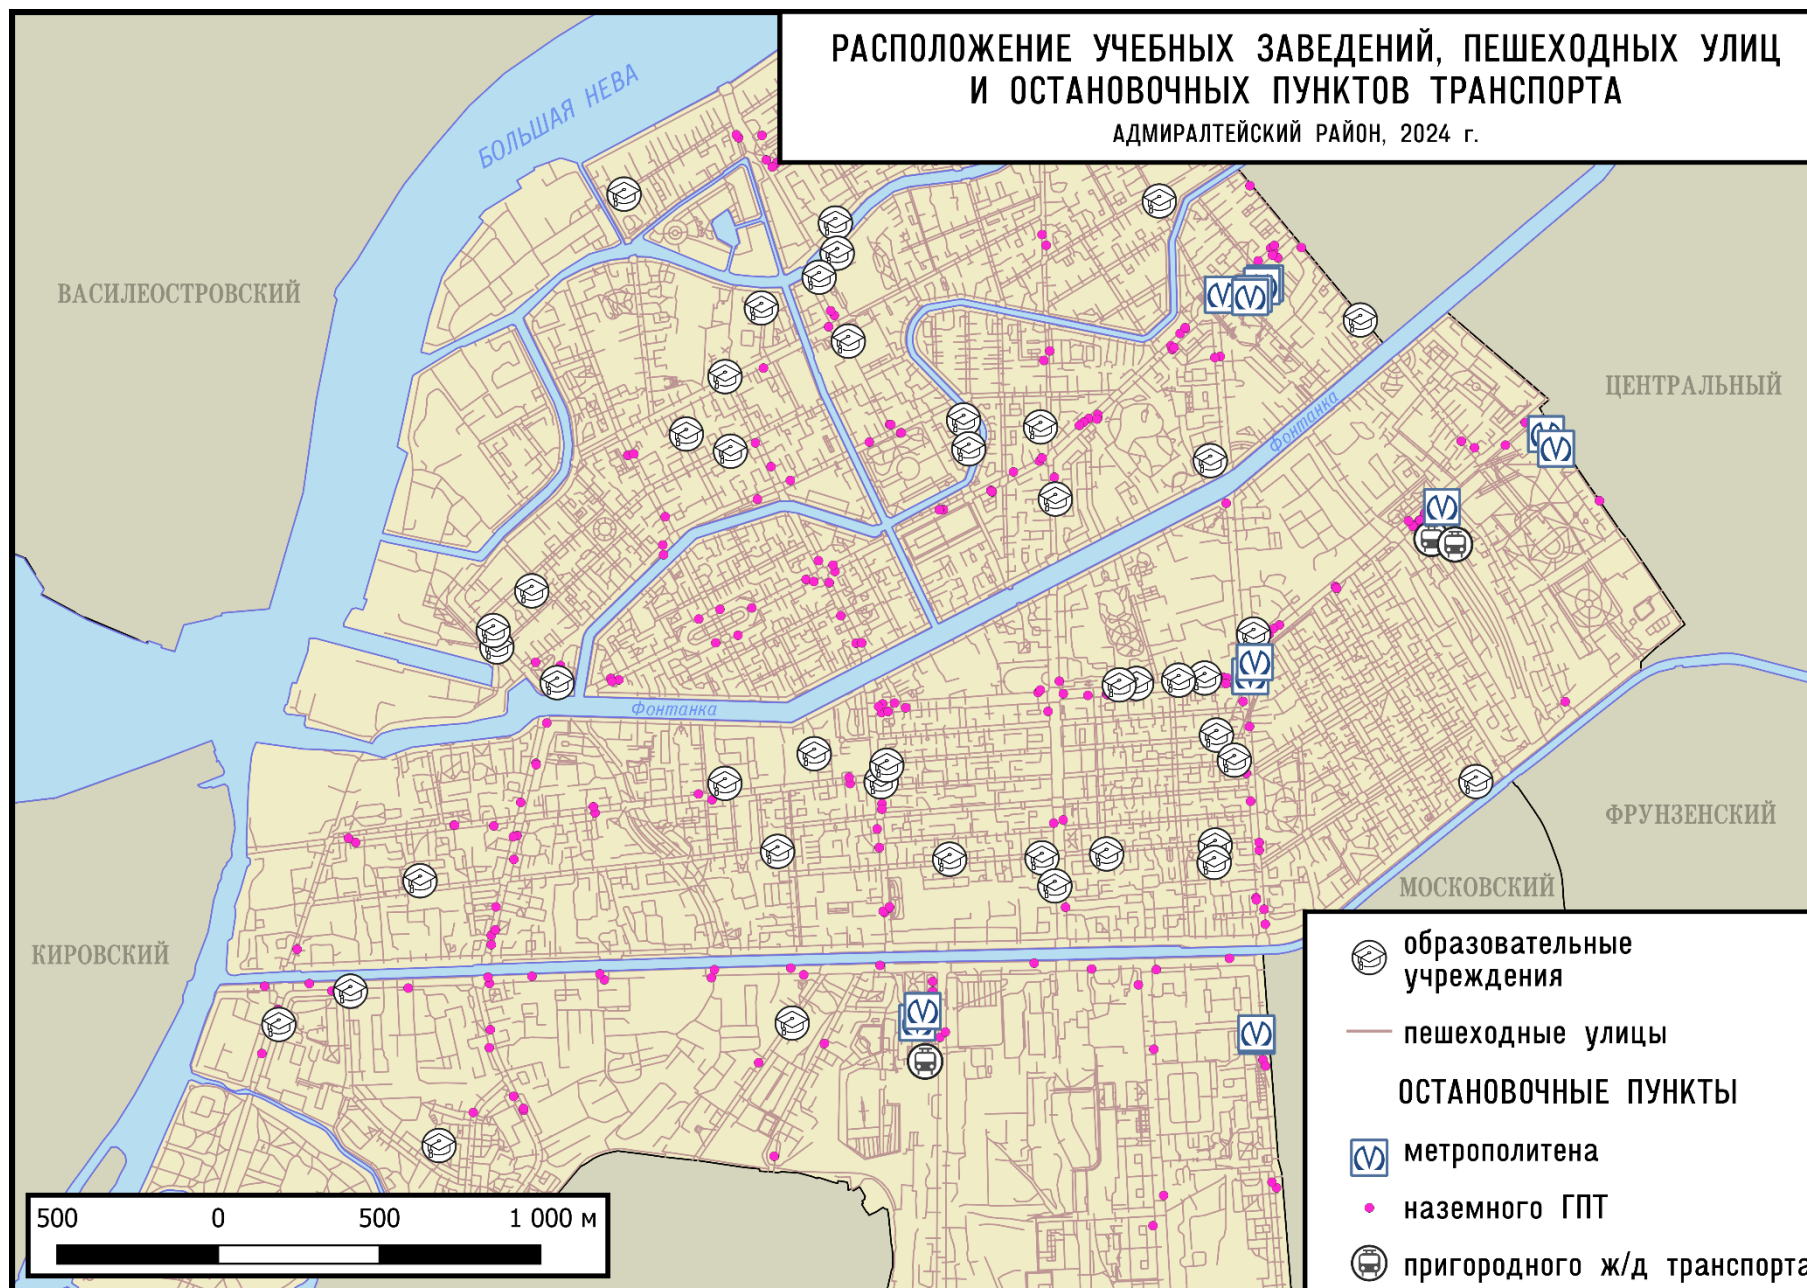 РАСПОЛОЖЕНИЕ УЧЕБНЫХ ЗАВЕДЕНИЙ, ПЕШЕХОДНЫХ УЛИЦ
И ОСТАНОВОЧНЫХ ПУНКТОВ ТРАНСПОРТА
АДМИРАЛТЕЙСКИЙ РАЙОН, 2024 г.
БОЛЬШАЯ НЕВА
ВАСИЛЕОСТРОВСКИЙ
ЦЕНТРАЛЬНЫЙ
Фонтанка
Фонтанка
ФРУНЗЕНСКИЙ
МОСКОВСКИЙ
КИРОВСКИЙ
образовательные
учреждения
пешеходные улицы
ОСТАНОВОЧНЫЕ ПУНКТЫ
метрополитена
наземного ГПТ
пригородного ж/д транспорта
500 0 500 1 000 м